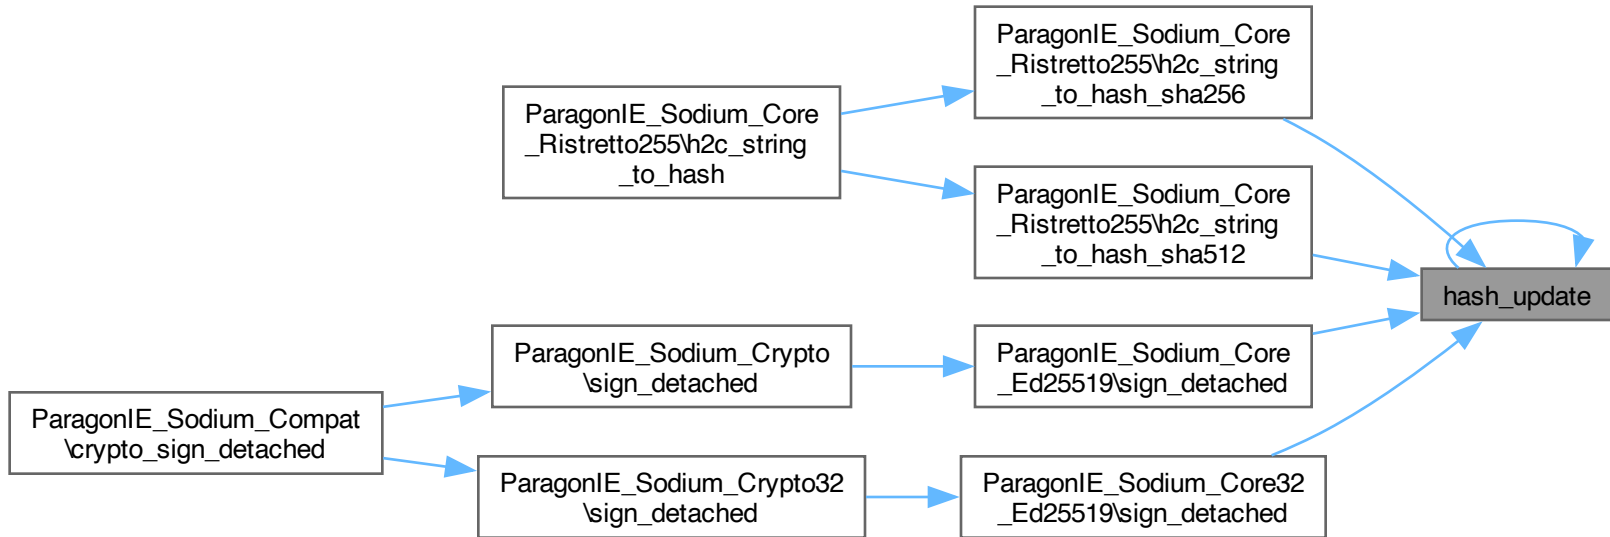 ParagonIE_Sodium_Core
_Ristretto255\h2c_string
_to_hash_sha256
ParagonIE_Sodium_Core
_Ristretto255\h2c_string
_to_hash
ParagonIE_Sodium_Core
_Ristretto255\h2c_string
_to_hash_sha512
hash_update
ParagonIE_Sodium_Crypto
\sign_detached
ParagonIE_Sodium_Core
_Ed25519\sign_detached
ParagonIE_Sodium_Compat
\crypto_sign_detached
ParagonIE_Sodium_Crypto32
\sign_detached
ParagonIE_Sodium_Core32
_Ed25519\sign_detached